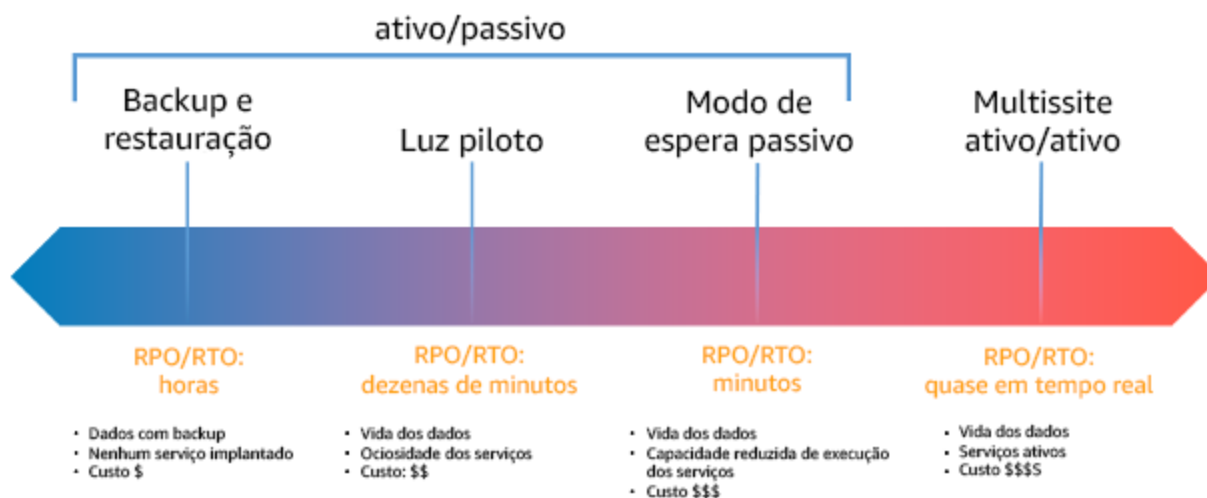 ativo/passivo
Backup e
restauração
Luz piloto
Modo de
espera passivo
Multissite
ativo/ativo
RPO/RTO:
horas
RPO/RTO:
dezenas de minutos
RPO/RTO:
minutos
RPO/RTO:
quase em tempo real
• Dados com backup
• Nenhum serviço implantado
• Custo $
• Vida dos dados
• Ociosidade dos serviços
• Custo: $$
• Vida dos dados
• Capacidade reduzida de execução
dos serviços
• Custo $$$
• Vida dos dados
• Serviços ativos
• Custo $$$S